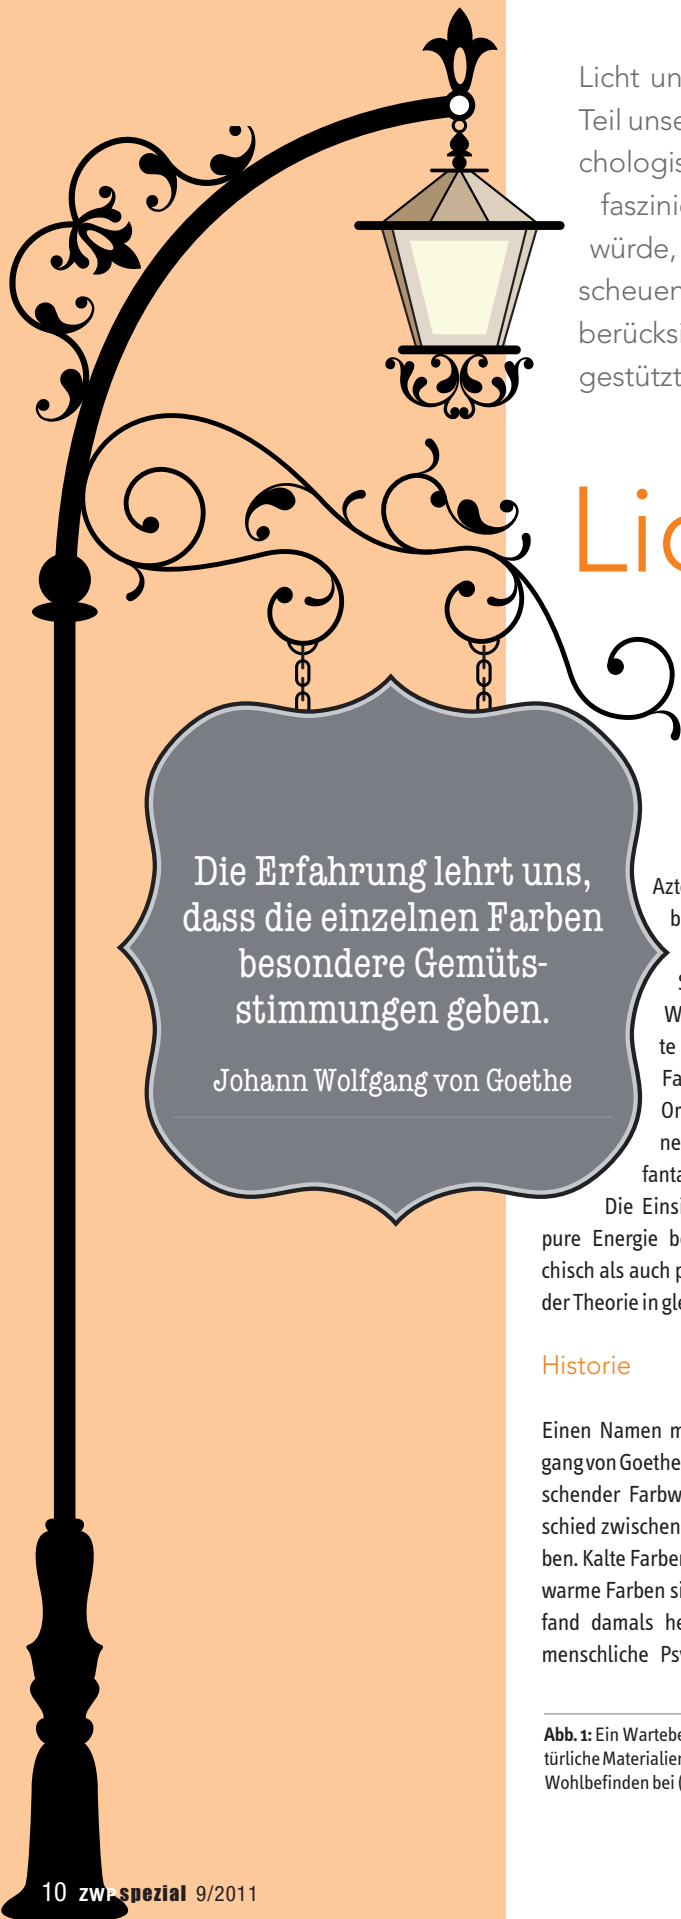 Licht un
Teil unse
chologis
faszini
würde,
scheuen
berücksi
gestützt
Lic
Die Erfahrung lehrt uns,
dass die einzelnen Farben
besondere Gemüts-
stimmungen geben.
Johann Wolfgang von Goethe
Azt
b
S
W
te
Fa
Or
ne
fanta
Die Einsi
pure Energie be
chisch als auch p
der Theorie in gle
Historie
Einen Namen m
gang von Goethe
schender Farbw
schied zwischen
ben. Kalte Farben
warme Farben si
fand damals he
menschliche Psy
Abb. 1: Ein Wartebe
türliche Materialien
Wohlbefinden bei (
10 ZWP spezial 9/2011